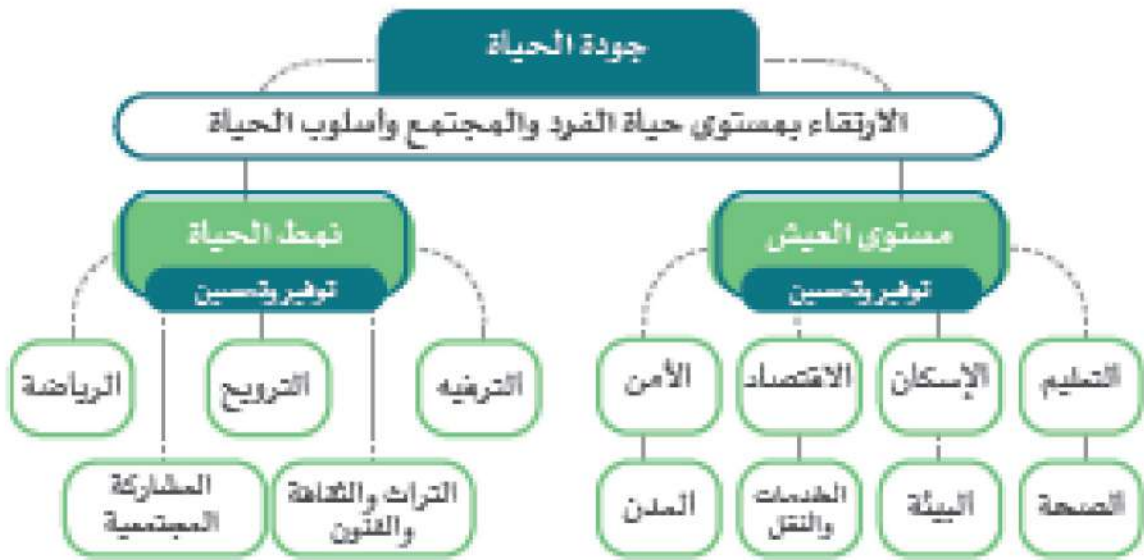 جودة الحياة
الارتقاء بمستوى حياة الفرد والمجتمع وأسلوب الحياة
مستوى العيش
توفير وتحسين
التعليم
الإسكان
الاقتصاد
الأمن
الصحة
البيئة
الخدمات
والنقل
المدن
نمط الحياة
توفير وتحسين
الترفيه
الترويح
الرياضة
التراث والثقافة
والفنون
المشاركة
المجتمعية